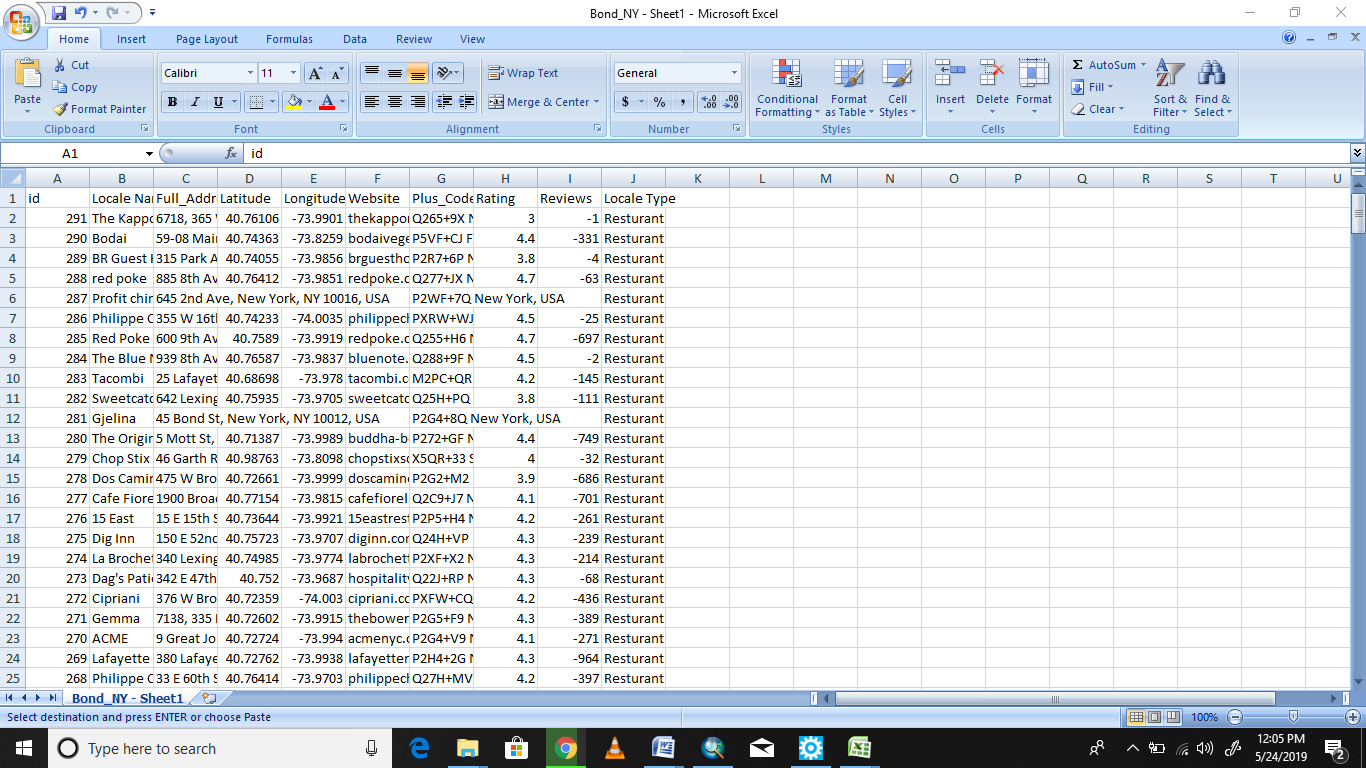 Bond_NY - Sheet1 - Microsoft Excel
Home Insert Page Layout Formulas Data Review View
Paste Cut Copy Format Painter Clipboard
Calibri 11 A A B I U A Font
Wrap Text Merge & Center Alignment
General $ % , .0 .00 .00 .0 Number
Conditional Formatting Format as Table Cell Styles Styles
Insert Delete Format Cells
Σ AutoSum Fill Clear Sort & Filter Find & Select Editing
A1 fx id
A B C D E F G H I J K L M N O P Q R S T U
1 id Locale Nar Full_Addr Latitude Longitude Website Plus_Code Rating Reviews Locale Type
2 291 The Kappo 6718, 365 40.76106 -73.9901 thekappo Q265+9X N 3 -1 Resturant
3 290 Bodai 59-08 Mai 40.74363 -73.8259 bodaivege P5VF+CJ F 4.4 -331 Resturant
4 289 BR Guest 315 Park A 40.74055 -73.9856 brguestho P2R7+6P N 3.8 -4 Resturant
5 288 red poke 885 8th Av 40.76412 -73.9851 redpoke.c Q277+JX N 4.7 -63 Resturant
6 287 Profit chin 645 2nd Ave, New York, NY 10016, USA P2WF+7Q New York, USA Resturant
7 286 Philippe C 355 W 16th 40.74233 -74.0035 philippech PXRW+WJ 4.5 -25 Resturant
8 285 Red Poke 600 9th Av 40.7589 -73.9919 redpoke.c Q255+H6 N 4.7 -697 Resturant
9 284 The Blue N 939 8th Av 40.76587 -73.9837 bluenote. Q288+9F N 4.5 -2 Resturant
10 283 Tacombi 25 Lafayet 40.68698 -73.978 tacombi.c M2PC+QR 4.2 -145 Resturant
11 282 Sweetcatc 642 Lexing 40.75935 -73.9705 sweetcatc Q25H+PQ 3.8 -111 Resturant
12 281 Gjelina 45 Bond St, New York, NY 10012, USA P2G4+8Q New York, USA Resturant
13 280 The Origin 5 Mott St, 40.71387 -73.9989 buddha-b P272+GF N 4.4 -749 Resturant
14 279 Chop Stix 46 Garth R 40.98763 -73.8098 chopstixs X5QR+33 S 4 -32 Resturant
15 278 Dos Camin 475 W Bro 40.72661 -73.9999 doscamin P2G2+M2 3.9 -686 Resturant
16 277 Cafe Fiore 1900 Broa 40.77154 -73.9815 cafefiorel Q2C9+J7 N 4.1 -701 Resturant
17 276 15 East 15 E 15th S 40.73644 -73.9921 15eastrest P2P5+H4 N 4.2 -261 Resturant
18 275 Dig Inn 150 E 52nd 40.75723 -73.9707 diginn.cor Q24H+VP 4.3 -239 Resturant
19 274 La Brochet 340 Lexing 40.74985 -73.9774 labrochett P2XF+X2 N 4.3 -214 Resturant
20 273 Dag's Pati 342 E 47th 40.752 -73.9687 hospitality Q22J+RP N 4.3 -68 Resturant
21 272 Cipriani 376 W Bro 40.72359 -74.003 cipriani.cc PXFW+CQ 4.2 -436 Resturant
22 271 Gemma 7138, 335 40.72602 -73.9915 thebower P2G5+F9 N 4.3 -389 Resturant
23 270 ACME 9 Great Jo 40.72724 -73.994 acmenyc. P2G4+V9 N 4.1 -271 Resturant
24 269 Lafayette 380 Lafaye 40.72762 -73.9938 lafayetter P2H4+2G N 4.3 -964 Resturant
25 268 Philippe C 33 E 60th S 40.76414 -73.9703 philippech Q27H+MV 4.2 -397 Resturant
Bond_NY - Sheet1
Select destination and press ENTER or choose Paste 100%
Type here to search 12:05 PM
5/24/2019 2